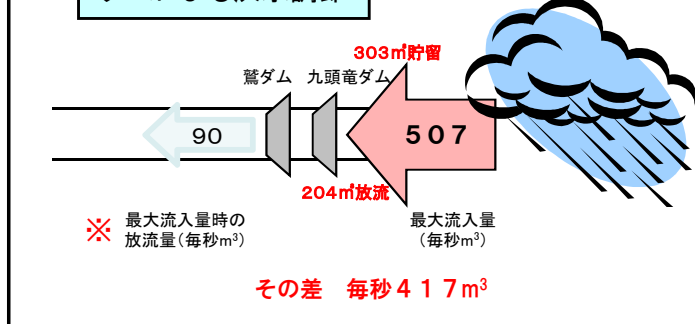 303㎥貯留
鷲ダム 九頭竜ダム
90
507
204㎥放流
※ 最大流入量時の
放流量(毎秒m³)
最大流入量
(毎秒m³)
その差 毎秒417m³